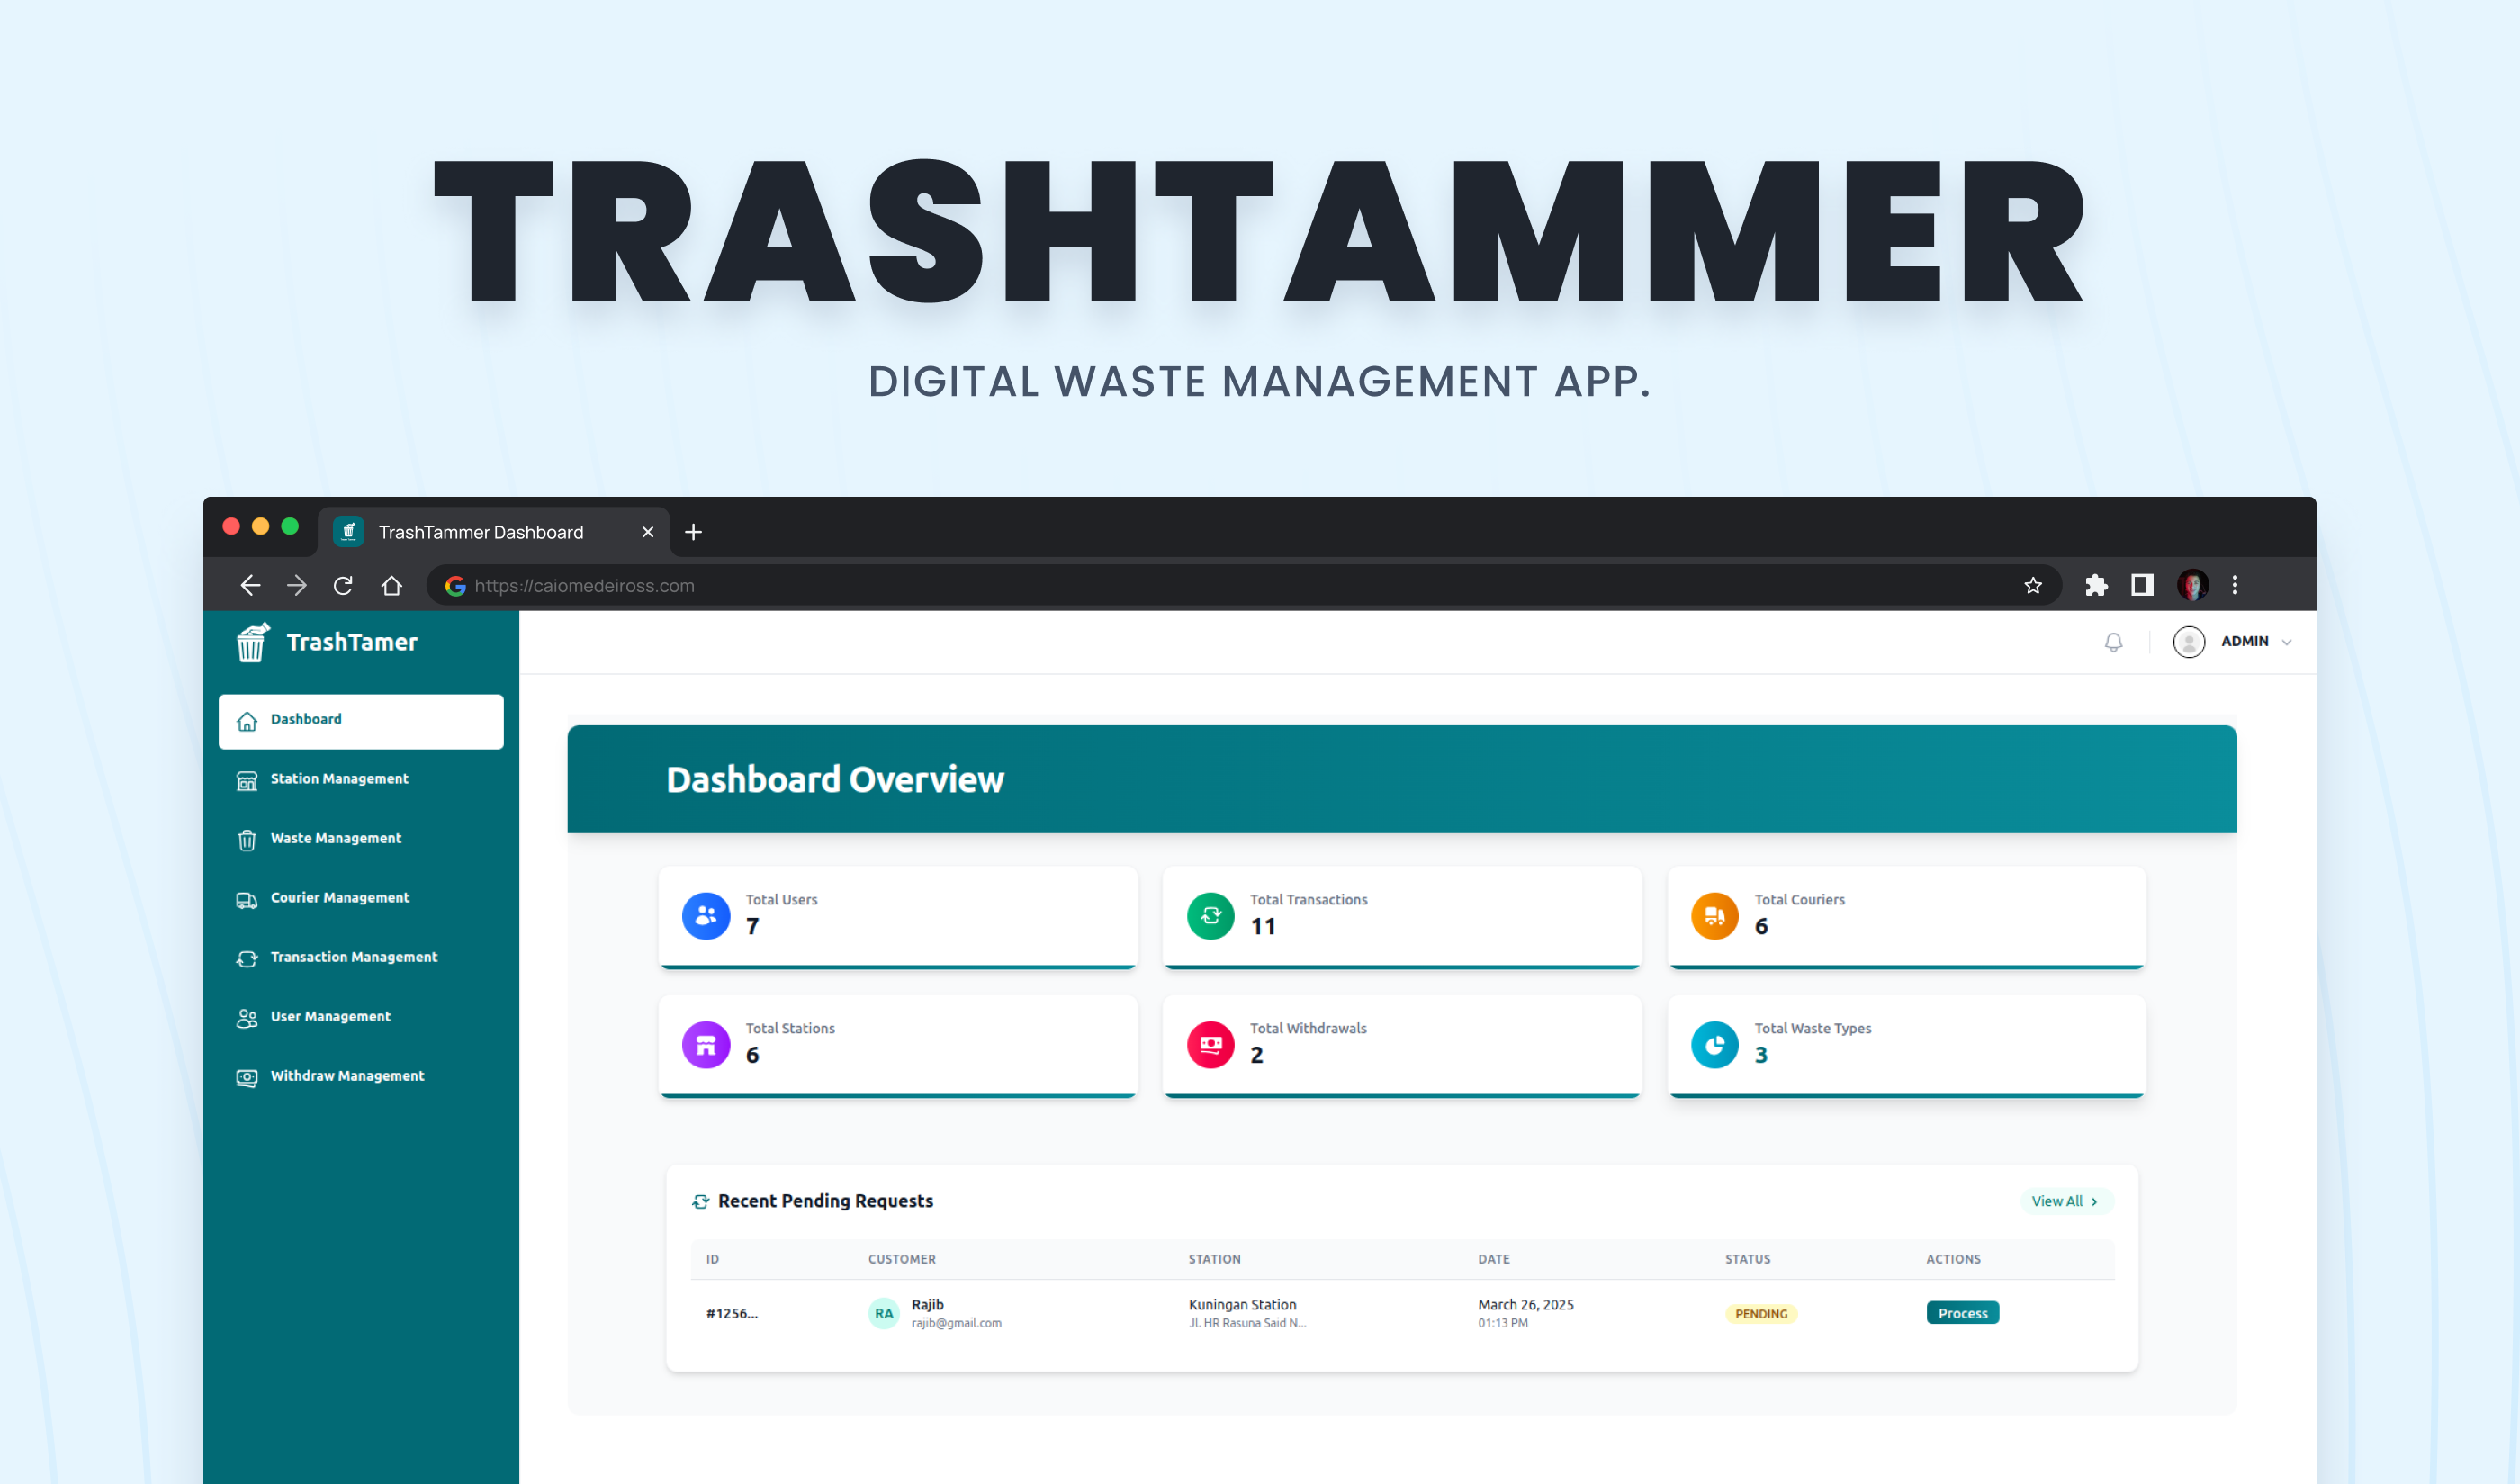 TRASHTAMMER
DIGITAL WASTE MANAGEMENT APP.
TrashTammer Dashboard
https://caiomedeiross.com
TrashTamer
ADMIN
Dashboard
Station Management
Waste Management
Courier Management
Transaction Management
User Management
Withdraw Management
Dashboard Overview
Total Users
7
Total Transactions
11
Total Couriers
6
Total Stations
6
Total Withdrawals
2
Total Waste Types
3
Recent Pending Requests
View All
ID CUSTOMER STATION DATE STATUS ACTIONS
#1256... RA Rajib Kuningan Station March 26, 2025 PENDING Process
rajib@gmail.com Jl. HR Rasuna Said N... 01:13 PM